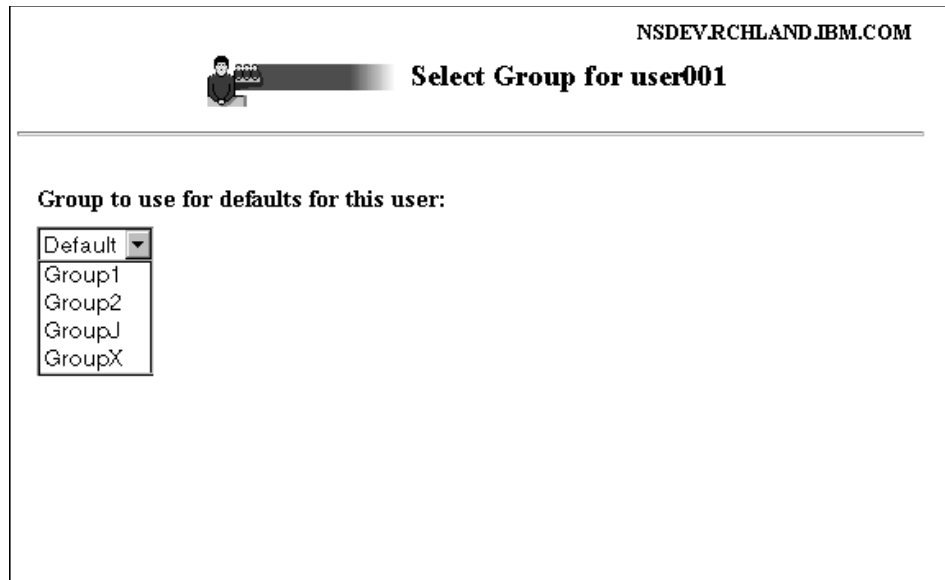 NSDEV.RCHLAND.IBM.COM
Select Group for user001
Group to use for defaults for this user:
Default
Group1
Group2
GroupJ
GroupX